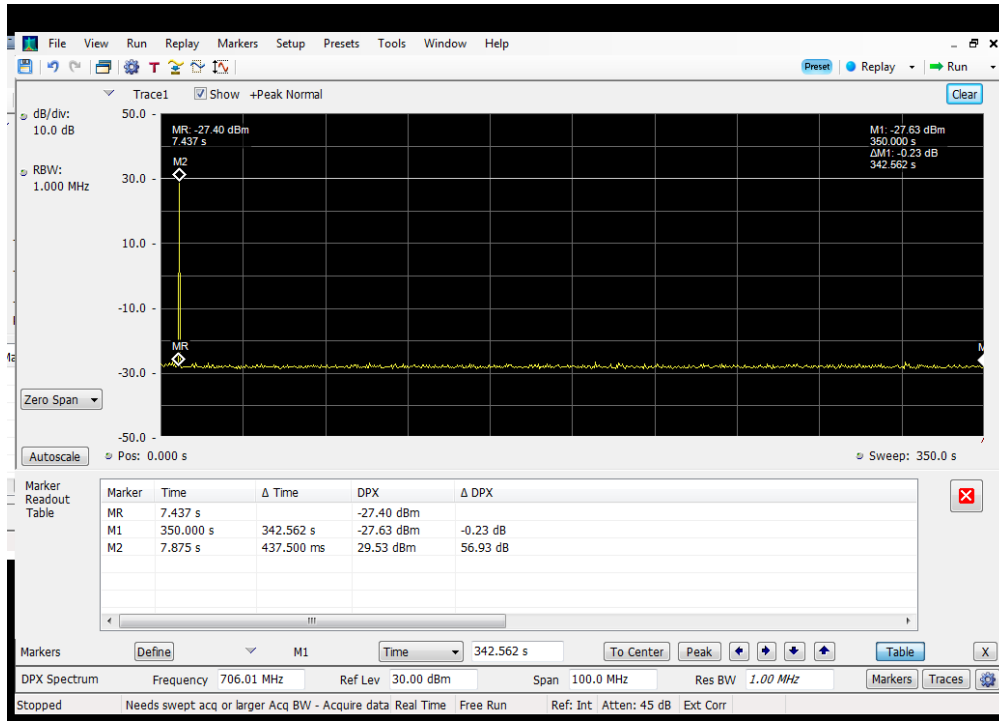 File View Run Replay Markers Setup Presets Tools Window Help
T
Preset Replay Run
Trace1 Show +Peak Normal Clear
dB/div:
10.0 dB
RBW:
1.000 MHz
50.0 -
30.0 -
10.0 -
-10.0 -
-30.0 -
-50.0 -
MR: -27.40 dBm
7.437 s
M2
MR
M1: -27.63 dBm
350.000 s
ΔM1: -0.23 dB
342.562 s
Zero Span
Autoscale Pos: 0.000 s Sweep: 350.0 s
Marker
Readout
Table
Marker Time Δ Time DPX Δ DPX
MR 7.437 s -27.40 dBm
M1 350.000 s 342.562 s -27.63 dBm -0.23 dB
M2 7.875 s 437.500 ms 29.53 dBm 56.93 dB
Markers Define M1 Time 342.562 s To Center Peak Table X
DPX Spectrum Frequency 706.01 MHz Ref Lev 30.00 dBm Span 100.0 MHz Res BW 1.00 MHz Markers Traces
Stopped Needs swept acq or larger Acq BW - Acquire data Real Time Free Run Ref: Int Atten: 45 dB Ext Corr